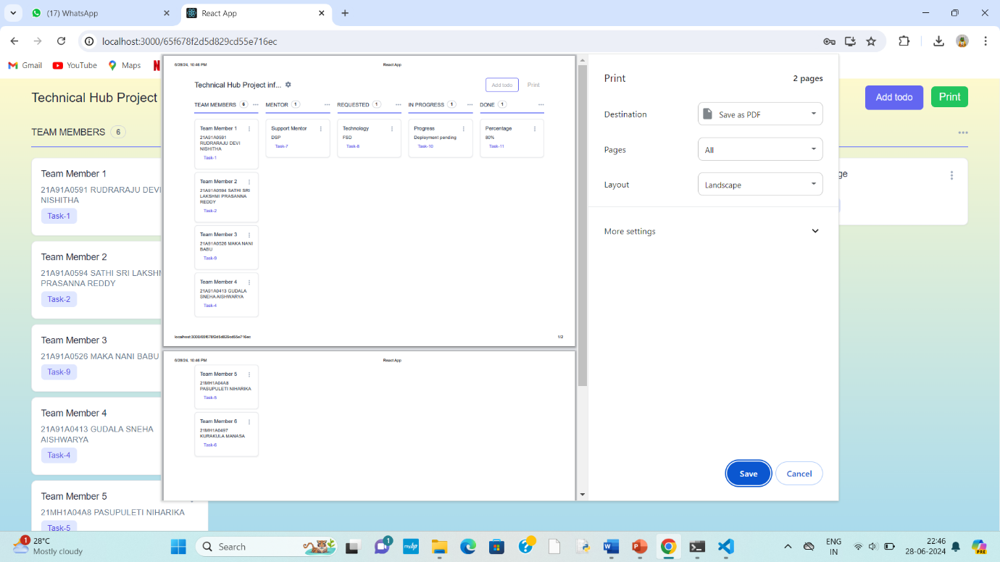 (17) WhatsApp
React App
localhost:3000/65f678f2d5d829cd55e716ec
Gmail
YouTube
Maps
Technical Hub Project
Add todo
Print
TEAM MEMBERS 6
Team Member 1
21A91A0591 RUDRARAJU DEVI
NISHITHA
Task-1
Team Member 2
21A91A0594 SATHI SRI LAKSHM
PRASANNA REDDY
Task-2
Team Member 3
21A91A0526 MAKA NANI BABU
Task-9
Team Member 4
21A91A0413 GUDALA SNEHA
AISHWARYA
Task-4
Team Member 5
21MH1A04A8 PASUPULETI NIHARIKA
Task-5
ge
6/28/24, 10:46 PM
React App
Technical Hub Project inf...
Add todo
Print
TEAM MEMBERS 6
MENTOR 1
REQUESTED 1
IN PROGRESS 1
DONE 1
Team Member 1
21A91A0591
RUDRARAJU DEVI
NISHITHA
Task-1
Support Mentor
DSP
Task-7
Technology
FSD
Task-8
Progress
Deployment pending
Task-10
Percentage
80%
Task-11
Team Member 2
21A91A0594 SATHI SRI
LAKSHMI PRASANNA
REDDY
Task-2
Team Member 3
21A91A0526 MAKA NANI
BABU
Task-9
Team Member 4
21A91A0413 GUDALA
SNEHA AISHWARYA
Task-4
localhost:3000/65f678f2d5d829cd55e716ec
1/2
6/28/24, 10:46 PM
React App
Team Member 5
21MH1A04A8
PASUPULETI NIHARIKA
Task-5
Team Member 6
21MH1A0497
KURAKULA MANASA
Task-6
Print
2 pages
Destination
Save as PDF
Pages
All
Layout
Landscape
More settings
Save
Cancel
1
28°C
Mostly cloudy
Search
1
myhp
ENG
IN
22:46
28-06-2024
PRE